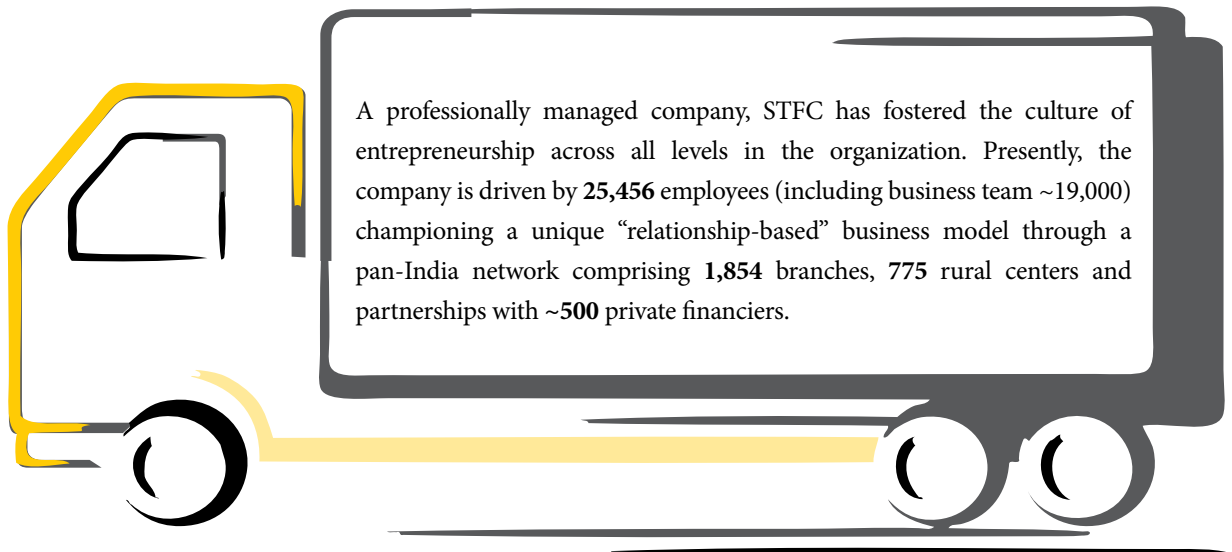 A professionally managed company, STFC has fostered the culture of
entrepreneurship across all levels in the organization. Presently, the
company is driven by 25,456 employees (including business team ~19,000)
championing a unique “relationship-based” business model through a
pan-India network comprising 1,854 branches, 775 rural centers and
partnerships with ~500 private financiers.